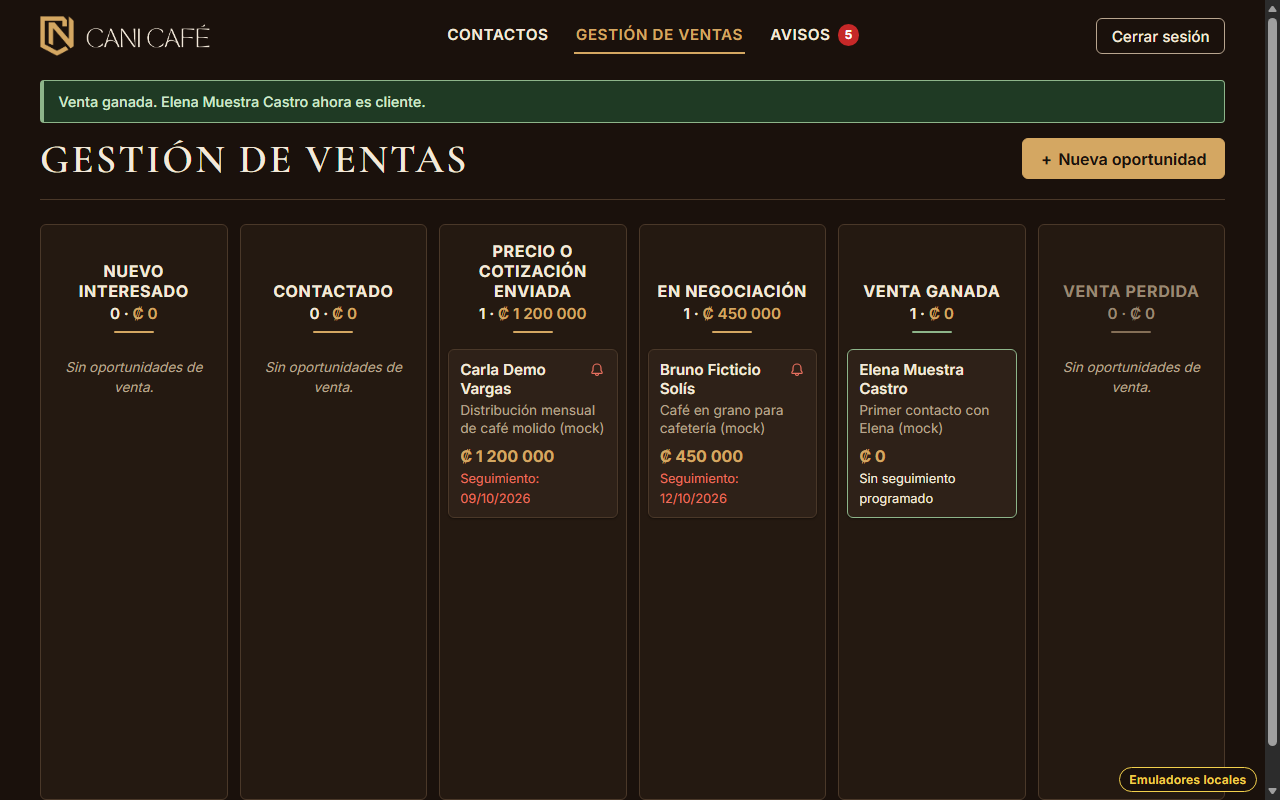 CANI CAFÉ
CONTACTOS
GESTIÓN DE VENTAS
AVISOS 5
Cerrar sesión
Venta ganada. Elena Muestra Castro ahora es cliente.
GESTIÓN DE VENTAS
+ Nueva oportunidad
NUEVO
INTERESADO
0 · ₡ 0
Sin oportunidades de
venta.
CONTACTADO
0 · ₡ 0
Sin oportunidades de
venta.
PRECIO O
COTIZACIÓN
ENVIADA
1 · ₡ 1 200 000
Carla Demo
Vargas
Distribución mensual
de café molido (mock)
₡ 1 200 000
Seguimiento:
09/10/2026
EN NEGOCIACIÓN
1 · ₡ 450 000
Bruno Ficticio
Solís
Café en grano para
cafetería (mock)
₡ 450 000
Seguimiento:
12/10/2026
VENTA GANADA
1 · ₡ 0
Elena Muestra
Castro
Primer contacto con
Elena (mock)
₡ 0
Sin seguimiento
programado
VENTA PERDIDA
0 · ₡ 0
Sin oportunidades de
venta.
Emuladores locales